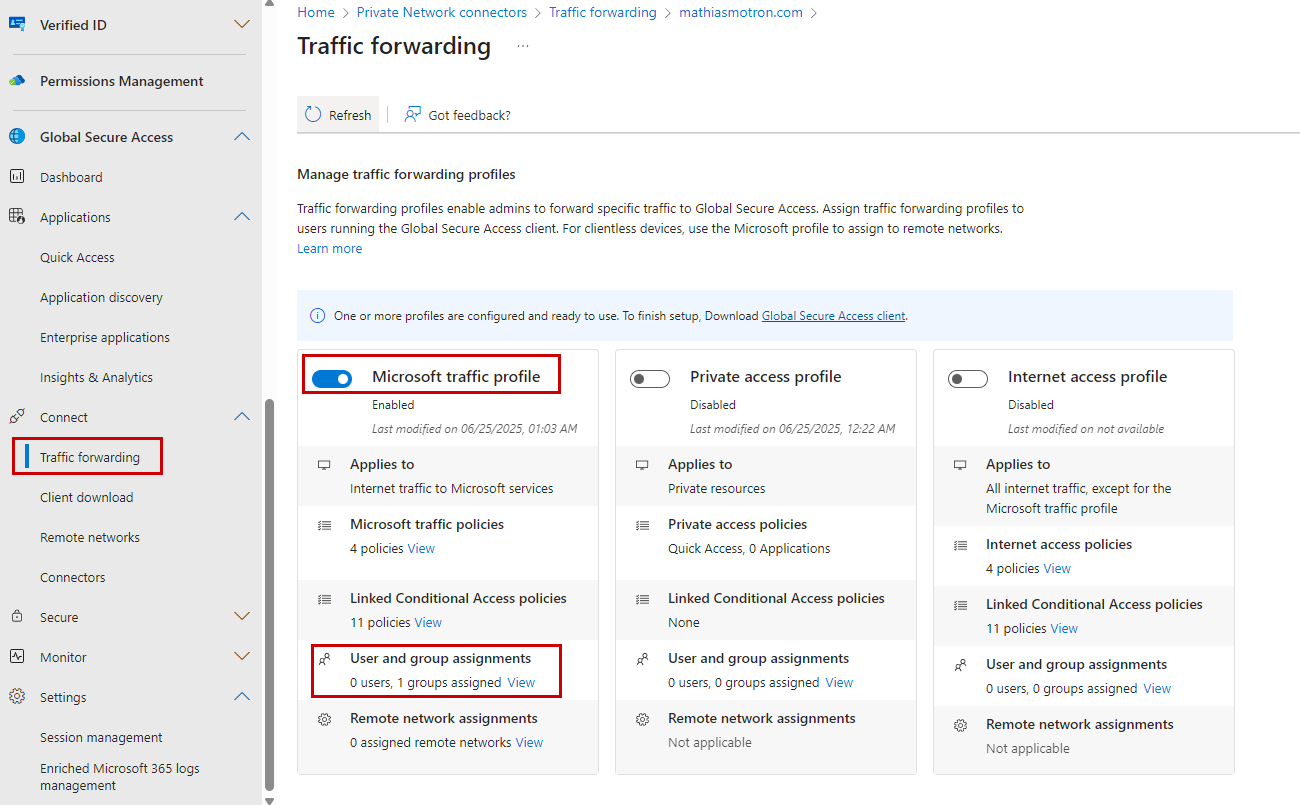 Verified ID
Permissions Management
Global Secure Access
Dashboard
Applications
Quick Access
Application discovery
Enterprise applications
Insights & Analytics
Connect
Traffic forwarding
Client download
Remote networks
Connectors
Secure
Monitor
Settings
Session management
Enriched Microsoft 365 logs
management
Home > Private Network connectors > Traffic forwarding > mathiasmotron.com >
Traffic forwarding ...
Refresh
Got feedback?
Manage traffic forwarding profiles
Traffic forwarding profiles enable admins to forward specific traffic to Global Secure Access. Assign traffic forwarding profiles to
users running the Global Secure Access client. For clientless devices, use the Microsoft profile to assign to remote networks.
Learn more
One or more profiles are configured and ready to use. To finish setup, Download Global Secure Access client.
Microsoft traffic profile
Enabled
Last modified on 06/25/2025, 01:03 AM
Applies to
Internet traffic to Microsoft services
Microsoft traffic policies
4 policies View
Linked Conditional Access policies
11 policies View
User and group assignments
0 users, 1 groups assigned View
Remote network assignments
0 assigned remote networks View
Private access profile
Disabled
Last modified on 06/25/2025, 12:22 AM
Applies to
Private resources
Private access policies
Quick Access, 0 Applications
Linked Conditional Access policies
None
User and group assignments
0 users, 0 groups assigned View
Remote network assignments
Not applicable
Internet access profile
Disabled
Last modified on not available
Applies to
All internet traffic, except for the
Microsoft traffic profile
Internet access policies
4 policies View
Linked Conditional Access policies
11 policies View
User and group assignments
0 users, 0 groups assigned View
Remote network assignments
Not applicable